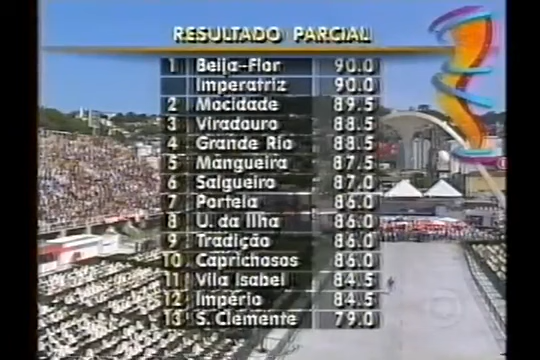 RESULTADO PARCIAL
1 Beija-Flor 90.0
Imperatriz 90.0
2 Mocidade 89.5
3 Viradouro 88.5
4 Grande Rio 88.5
5 Mangueira 87.5
6 Salgueiro 87.0
7 Portela 86.0
8 U. da Ilha 86.0
9 Tradição 86.0
10 Caprichosos 86.0
11 Vila Isabel 84.5
12 Império 84.5
13 S. Clemente 79.0